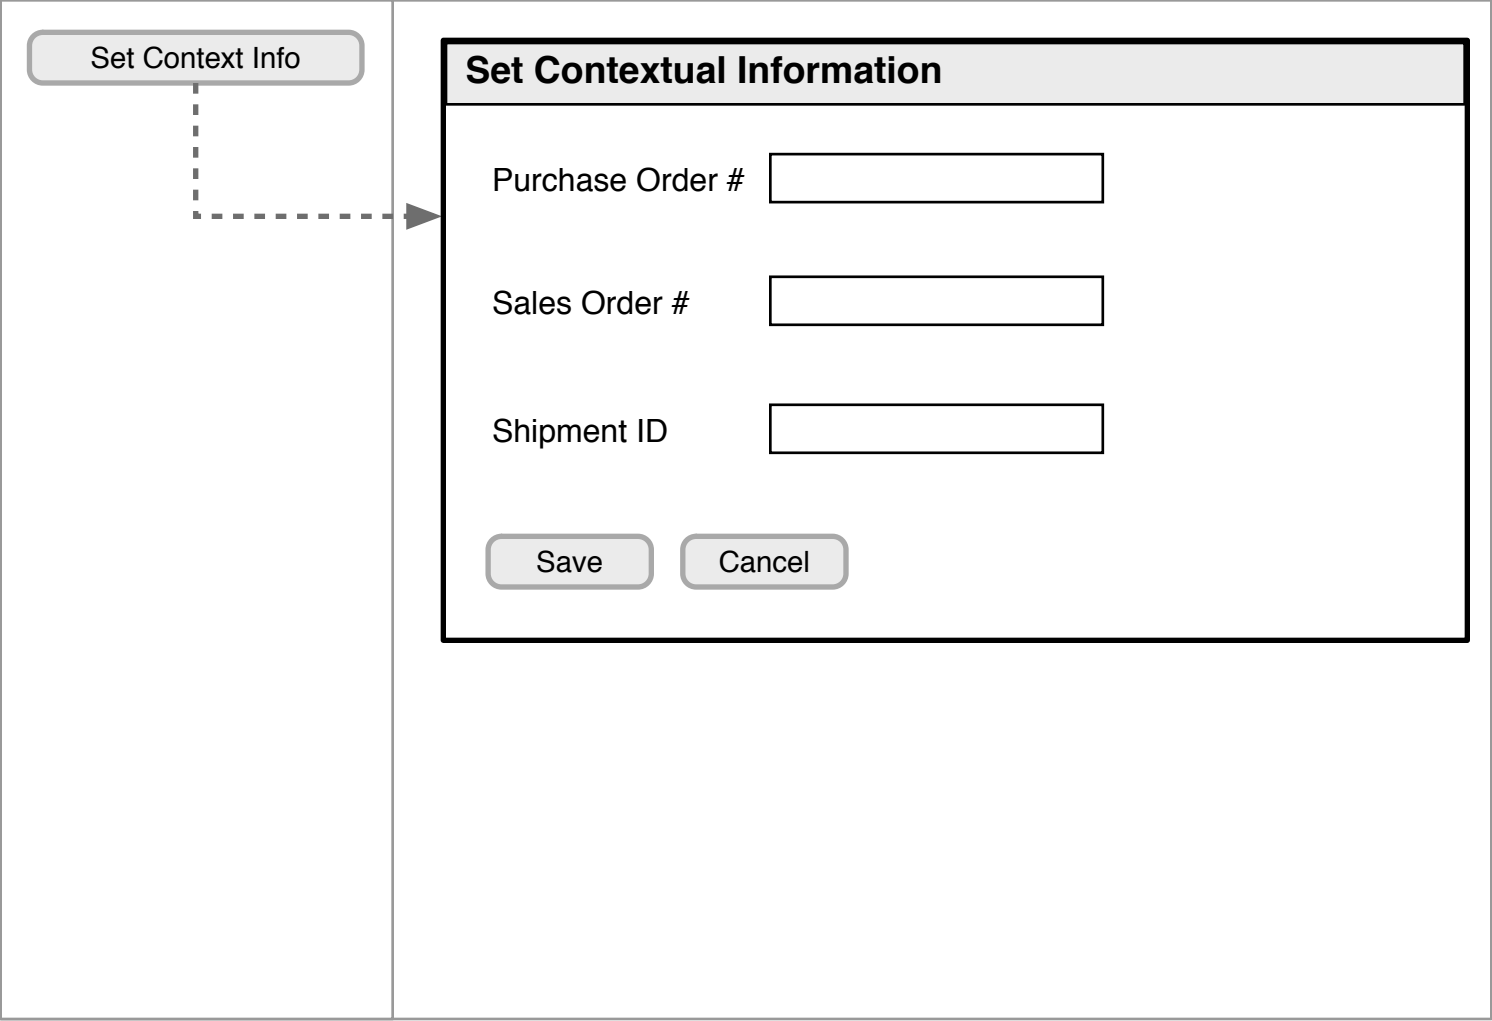 Set Context Info
Set Contextual Information
Purchase Order #
Sales Order #
Shipment ID
Save Cancel